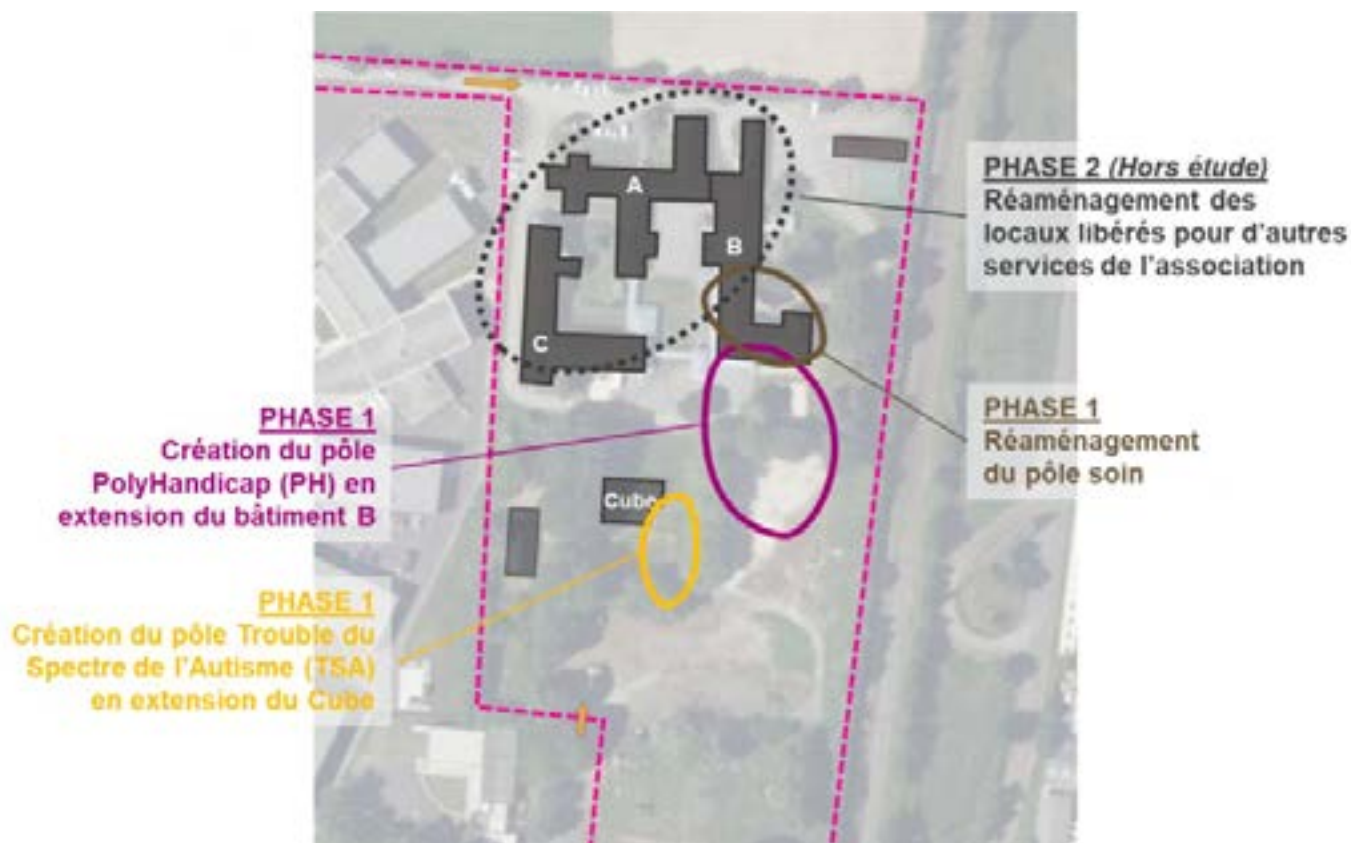 A
B
C
Cube
PHASE 2 (Hors étude)
Réaménagement des
locaux libérés pour d'autres
services de l'association
PHASE 1
Création du pôle
PolyHandicap (PH) en
extension du bâtiment B
PHASE 1
Réaménagement
du pôle soin
PHASE 1
Création du pôle Trouble du
Spectre de l'Autisme (TSA)
en extension du Cube